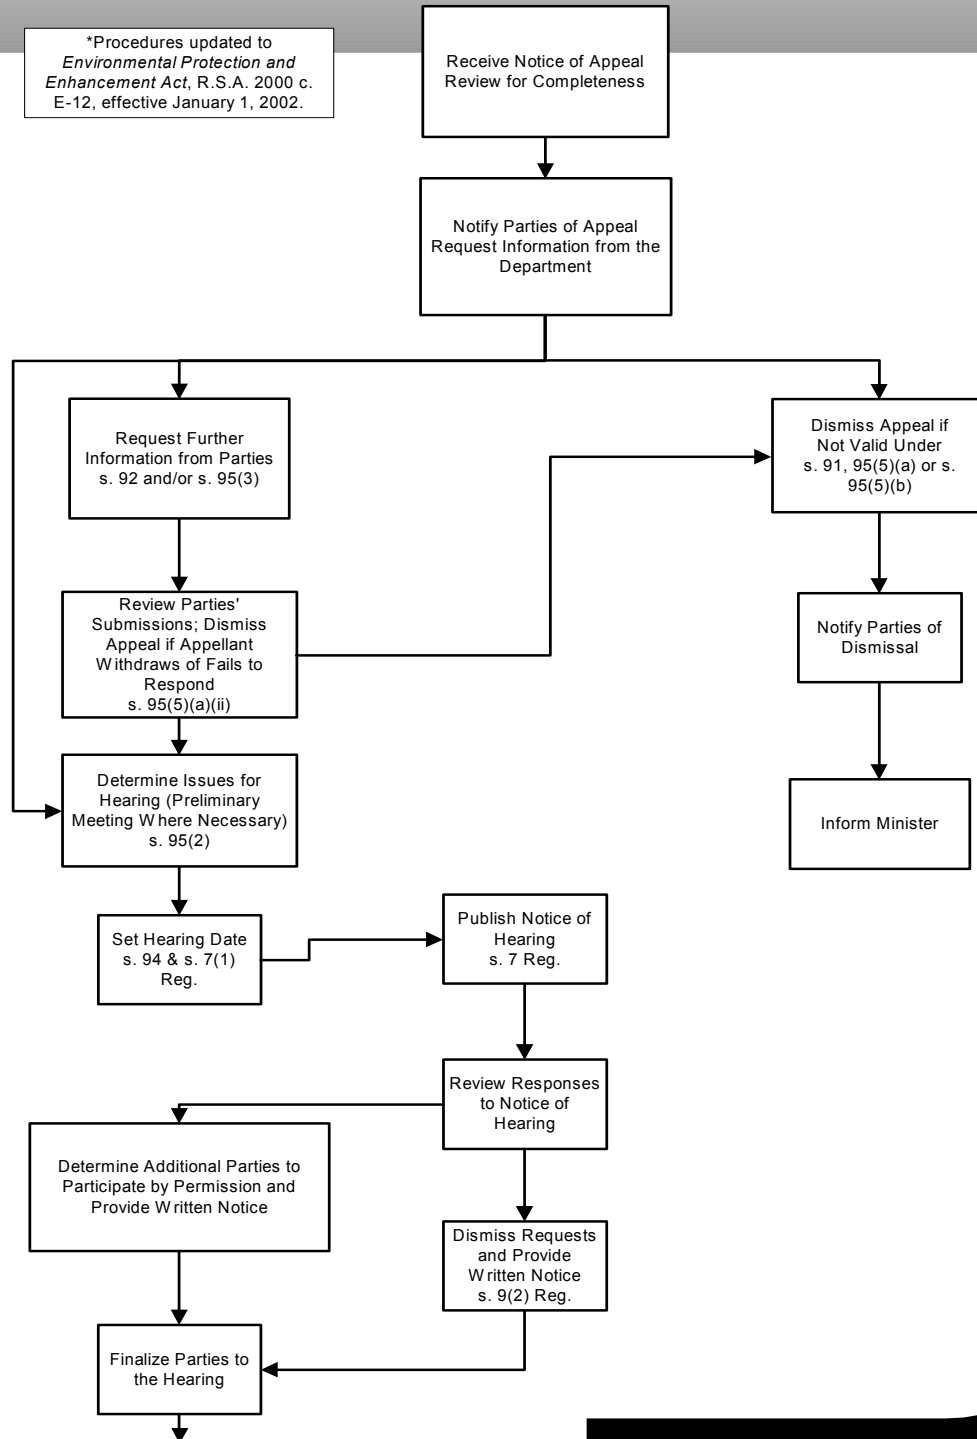 *Procedures updated to
Environmental Protection and
Enhancement Act, R.S.A. 2000 c.
E-12, effective January 1, 2002.
Receive Notice of Appeal
Review for Completeness
Notify Parties of Appeal
Request Information from the
Department
Request Further
Information from Parties
s. 92 and/or s. 95(3)
Dismiss Appeal if
Not Valid Under
s. 91, 95(5)(a) or s.
95(5)(b)
Review Parties'
Submissions; Dismiss
Appeal if Appellant
Withdraws of Fails to
Respond
s. 95(5)(a)(ii)
Notify Parties of
Dismissal
Determine Issues for
Hearing (Preliminary
Meeting Where Necessary)
s. 95(2)
Inform Minister
Set Hearing Date
s. 94 & s. 7(1)
Reg.
Publish Notice of
Hearing
s. 7 Reg.
Review Responses
to Notice of
Hearing
Determine Additional Parties to
Participate by Permission and
Provide Written Notice
Dismiss Requests
and Provide
Written Notice
s. 9(2) Reg.
Finalize Parties to
the Hearing